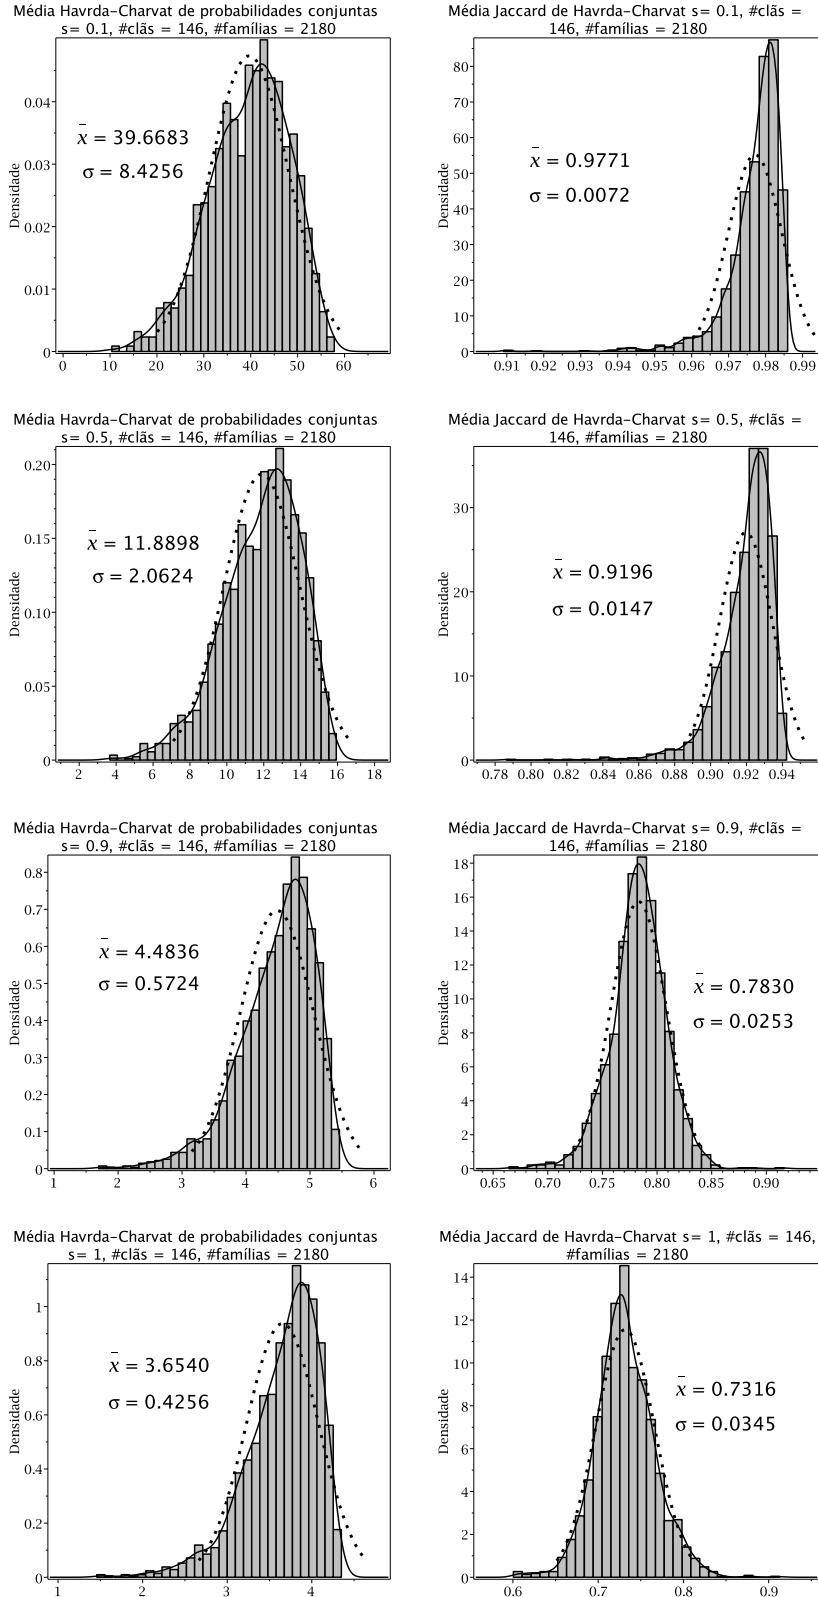 Média Havrda-Charvat de probabilidades conjuntas
s= 0.1, #clãs = 146, #famílias = 2180
Densidade
x̄ = 39.6683
σ = 8.4256
0.04
0.03
0.02
0.01
0
0 10 20 30 40 50 60
Média Jaccard de Havrda-Charvat s= 0.1, #clãs =
146, #famílias = 2180
Densidade
x̄ = 0.9771
σ = 0.0072
80
70
60
50
40
30
20
10
0
0.91 0.92 0.93 0.94 0.95 0.96 0.97 0.98 0.99
Média Havrda-Charvat de probabilidades conjuntas
s= 0.5, #clãs = 146, #famílias = 2180
Densidade
x̄ = 11.8898
σ = 2.0624
0.20
0.15
0.10
0.05
0
2 4 6 8 10 12 14 16 18
Média Jaccard de Havrda-Charvat s= 0.5, #clãs =
146, #famílias = 2180
Densidade
x̄ = 0.9196
σ = 0.0147
30
20
10
0
0.78 0.80 0.82 0.84 0.86 0.88 0.90 0.92 0.94
Média Havrda-Charvat de probabilidades conjuntas
s= 0.9, #clãs = 146, #famílias = 2180
Densidade
x̄ = 4.4836
σ = 0.5724
0.8
0.7
0.6
0.5
0.4
0.3
0.2
0.1
0
1 2 3 4 5 6
Média Jaccard de Havrda-Charvat s= 0.9, #clãs =
146, #famílias = 2180
Densidade
x̄ = 0.7830
σ = 0.0253
18
16
14
12
10
8
6
4
2
0
0.65 0.70 0.75 0.80 0.85 0.90
Média Havrda-Charvat de probabilidades conjuntas
s= 1, #clãs = 146, #famílias = 2180
Densidade
x̄ = 3.6540
σ = 0.4256
1
0.8
0.6
0.4
0.2
0
1 2 3 4
Média Jaccard de Havrda-Charvat s= 1, #clãs = 146,
#famílias = 2180
Densidade
x̄ = 0.7316
σ = 0.0345
14
12
10
8
6
4
2
0
0.6 0.7 0.8 0.9